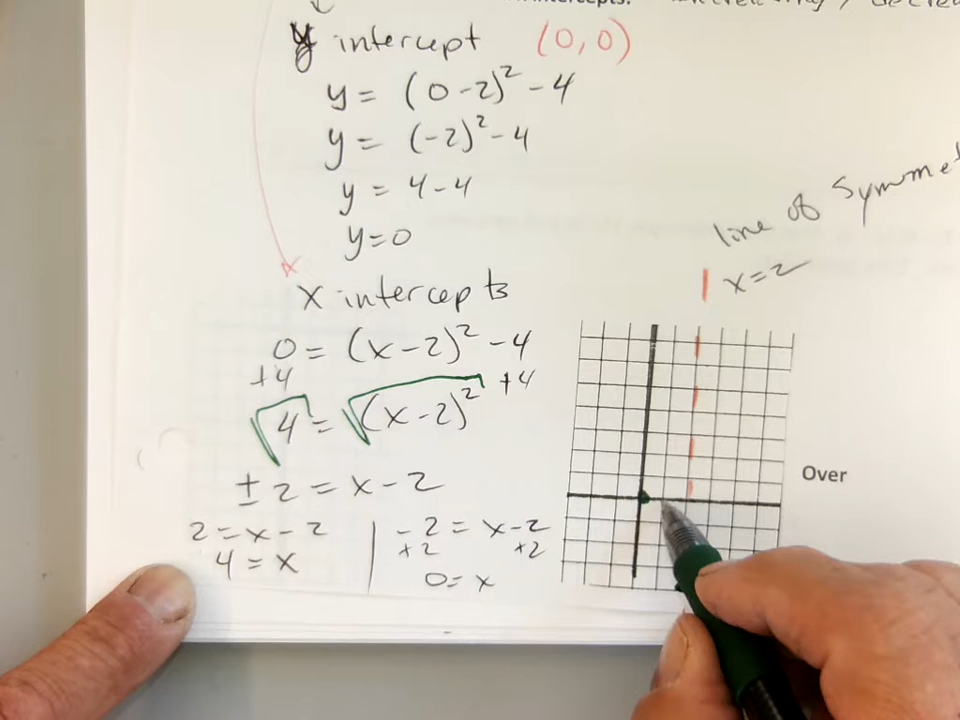 intercepts.
y intercept (0,0)
y = (0-2)² - 4
y = (-2)² - 4
y = 4-4
y=0
line of
| x=2
x intercepts
0 = (x-2)² - 4
+4 +4
√4 = √(x-2)²
± 2 = x - 2
2 = x - 2 | - 2 = x-2
+2 +2
4 = x
0= x
Over